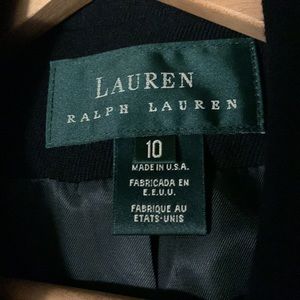 LAUREN
RALPH LAUREN
10
MADE IN U.S.A.
FABRICADA EN
E.E.U.U.
FABRIQUE AU
ETATS-UNIS